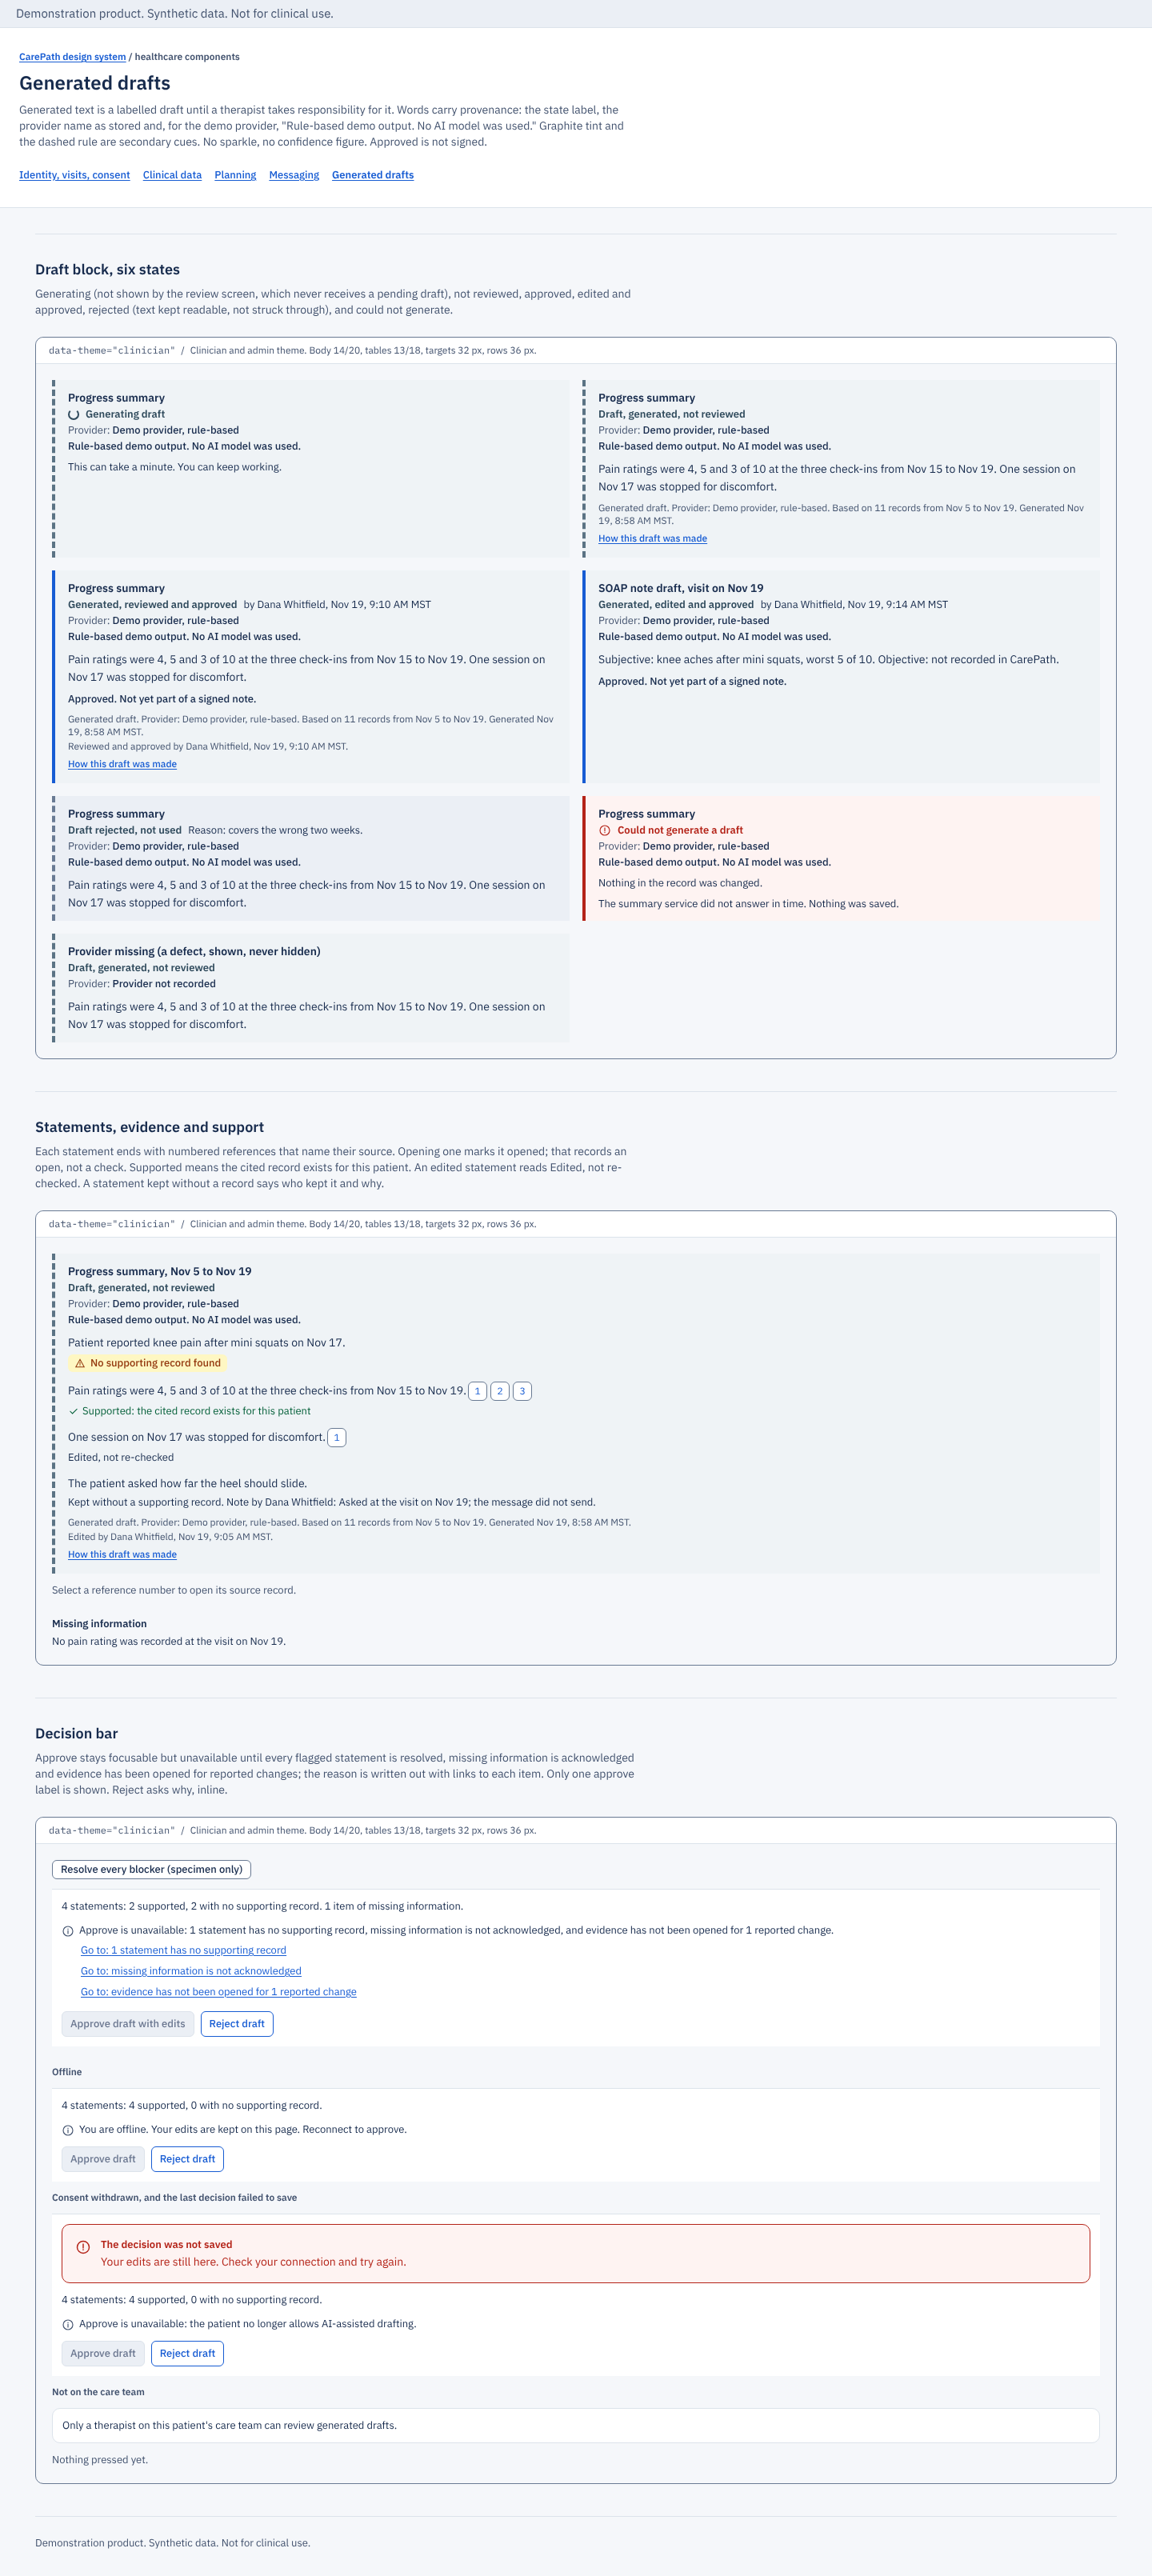 Demonstration product. Synthetic data. Not for clinical use.
CarePath design system / healthcare components
Generated drafts
Generated text is a labelled draft until a therapist takes responsibility for it. Words carry provenance: the state label, the
provider name as stored and, for the demo provider, "Rule-based demo output. No AI model was used." Graphite tint and
the dashed rule are secondary cues. No sparkle, no confidence figure. Approved is not signed.
Identity, visits, consent Clinical data Planning Messaging Generated drafts
Draft block, six states
Generating (not shown by the review screen, which never receives a pending draft), not reviewed, approved, edited and
approved, rejected (text kept readable, not struck through), and could not generate.
data-theme="clinician" / Clinician and admin theme. Body 14/20, tables 13/18, targets 32 px, rows 36 px.
Progress summary
Generating draft
Provider: Demo provider, rule-based
Rule-based demo output. No AI model was used.
This can take a minute. You can keep working.
Progress summary
Draft, generated, not reviewed
Provider: Demo provider, rule-based
Rule-based demo output. No AI model was used.
Pain ratings were 4, 5 and 3 of 10 at the three check-ins from Nov 15 to Nov 19. One session on
Nov 17 was stopped for discomfort.
Generated draft. Provider: Demo provider, rule-based. Based on 11 records from Nov 5 to Nov 19. Generated Nov
19, 8:58 AM MST.
How this draft was made
Progress summary
Generated, reviewed and approved by Dana Whitfield, Nov 19, 9:10 AM MST
Provider: Demo provider, rule-based
Rule-based demo output. No AI model was used.
Pain ratings were 4, 5 and 3 of 10 at the three check-ins from Nov 15 to Nov 19. One session on
Nov 17 was stopped for discomfort.
Approved. Not yet part of a signed note.
Generated draft. Provider: Demo provider, rule-based. Based on 11 records from Nov 5 to Nov 19. Generated Nov
19, 8:58 AM MST.
Reviewed and approved by Dana Whitfield, Nov 19, 9:10 AM MST.
How this draft was made
SOAP note draft, visit on Nov 19
Generated, edited and approved by Dana Whitfield, Nov 19, 9:14 AM MST
Provider: Demo provider, rule-based
Rule-based demo output. No AI model was used.
Subjective: knee aches after mini squats, worst 5 of 10. Objective: not recorded in CarePath.
Approved. Not yet part of a signed note.
Progress summary
Draft rejected, not used Reason: covers the wrong two weeks.
Provider: Demo provider, rule-based
Rule-based demo output. No AI model was used.
Pain ratings were 4, 5 and 3 of 10 at the three check-ins from Nov 15 to Nov 19. One session on
Nov 17 was stopped for discomfort.
Progress summary
Could not generate a draft
Provider: Demo provider, rule-based
Rule-based demo output. No AI model was used.
Nothing in the record was changed.
The summary service did not answer in time. Nothing was saved.
Provider missing (a defect, shown, never hidden)
Draft, generated, not reviewed
Provider: Provider not recorded
Pain ratings were 4, 5 and 3 of 10 at the three check-ins from Nov 15 to Nov 19. One session on
Nov 17 was stopped for discomfort.
Statements, evidence and support
Each statement ends with numbered references that name their source. Opening one marks it opened; that records an
open, not a check. Supported means the cited record exists for this patient. An edited statement reads Edited, not re-
checked. A statement kept without a record says who kept it and why.
data-theme="clinician" / Clinician and admin theme. Body 14/20, tables 13/18, targets 32 px, rows 36 px.
Progress summary, Nov 5 to Nov 19
Draft, generated, not reviewed
Provider: Demo provider, rule-based
Rule-based demo output. No AI model was used.
Patient reported knee pain after mini squats on Nov 17.
No supporting record found
Pain ratings were 4, 5 and 3 of 10 at the three check-ins from Nov 15 to Nov 19. 1 2 3
Supported: the cited record exists for this patient
One session on Nov 17 was stopped for discomfort. 1
Edited, not re-checked
The patient asked how far the heel should slide.
Kept without a supporting record. Note by Dana Whitfield: Asked at the visit on Nov 19; the message did not send.
Generated draft. Provider: Demo provider, rule-based. Based on 11 records from Nov 5 to Nov 19. Generated Nov 19, 8:58 AM MST.
Edited by Dana Whitfield, Nov 19, 9:05 AM MST.
How this draft was made
Select a reference number to open its source record.
Missing information
No pain rating was recorded at the visit on Nov 19.
Decision bar
Approve stays focusable but unavailable until every flagged statement is resolved, missing information is acknowledged
and evidence has been opened for reported changes; the reason is written out with links to each item. Only one approve
label is shown. Reject asks why, inline.
data-theme="clinician" / Clinician and admin theme. Body 14/20, tables 13/18, targets 32 px, rows 36 px.
Resolve every blocker (specimen only)
4 statements: 2 supported, 2 with no supporting record. 1 item of missing information.
Approve is unavailable: 1 statement has no supporting record, missing information is not acknowledged, and evidence has not been opened for 1 reported change.
Go to: 1 statement has no supporting record
Go to: missing information is not acknowledged
Go to: evidence has not been opened for 1 reported change
Approve draft with edits Reject draft
Offline
4 statements: 4 supported, 0 with no supporting record.
You are offline. Your edits are kept on this page. Reconnect to approve.
Approve draft Reject draft
Consent withdrawn, and the last decision failed to save
The decision was not saved
Your edits are still here. Check your connection and try again.
4 statements: 4 supported, 0 with no supporting record.
Approve is unavailable: the patient no longer allows AI-assisted drafting.
Approve draft Reject draft
Not on the care team
Only a therapist on this patient's care team can review generated drafts.
Nothing pressed yet.
Demonstration product. Synthetic data. Not for clinical use.